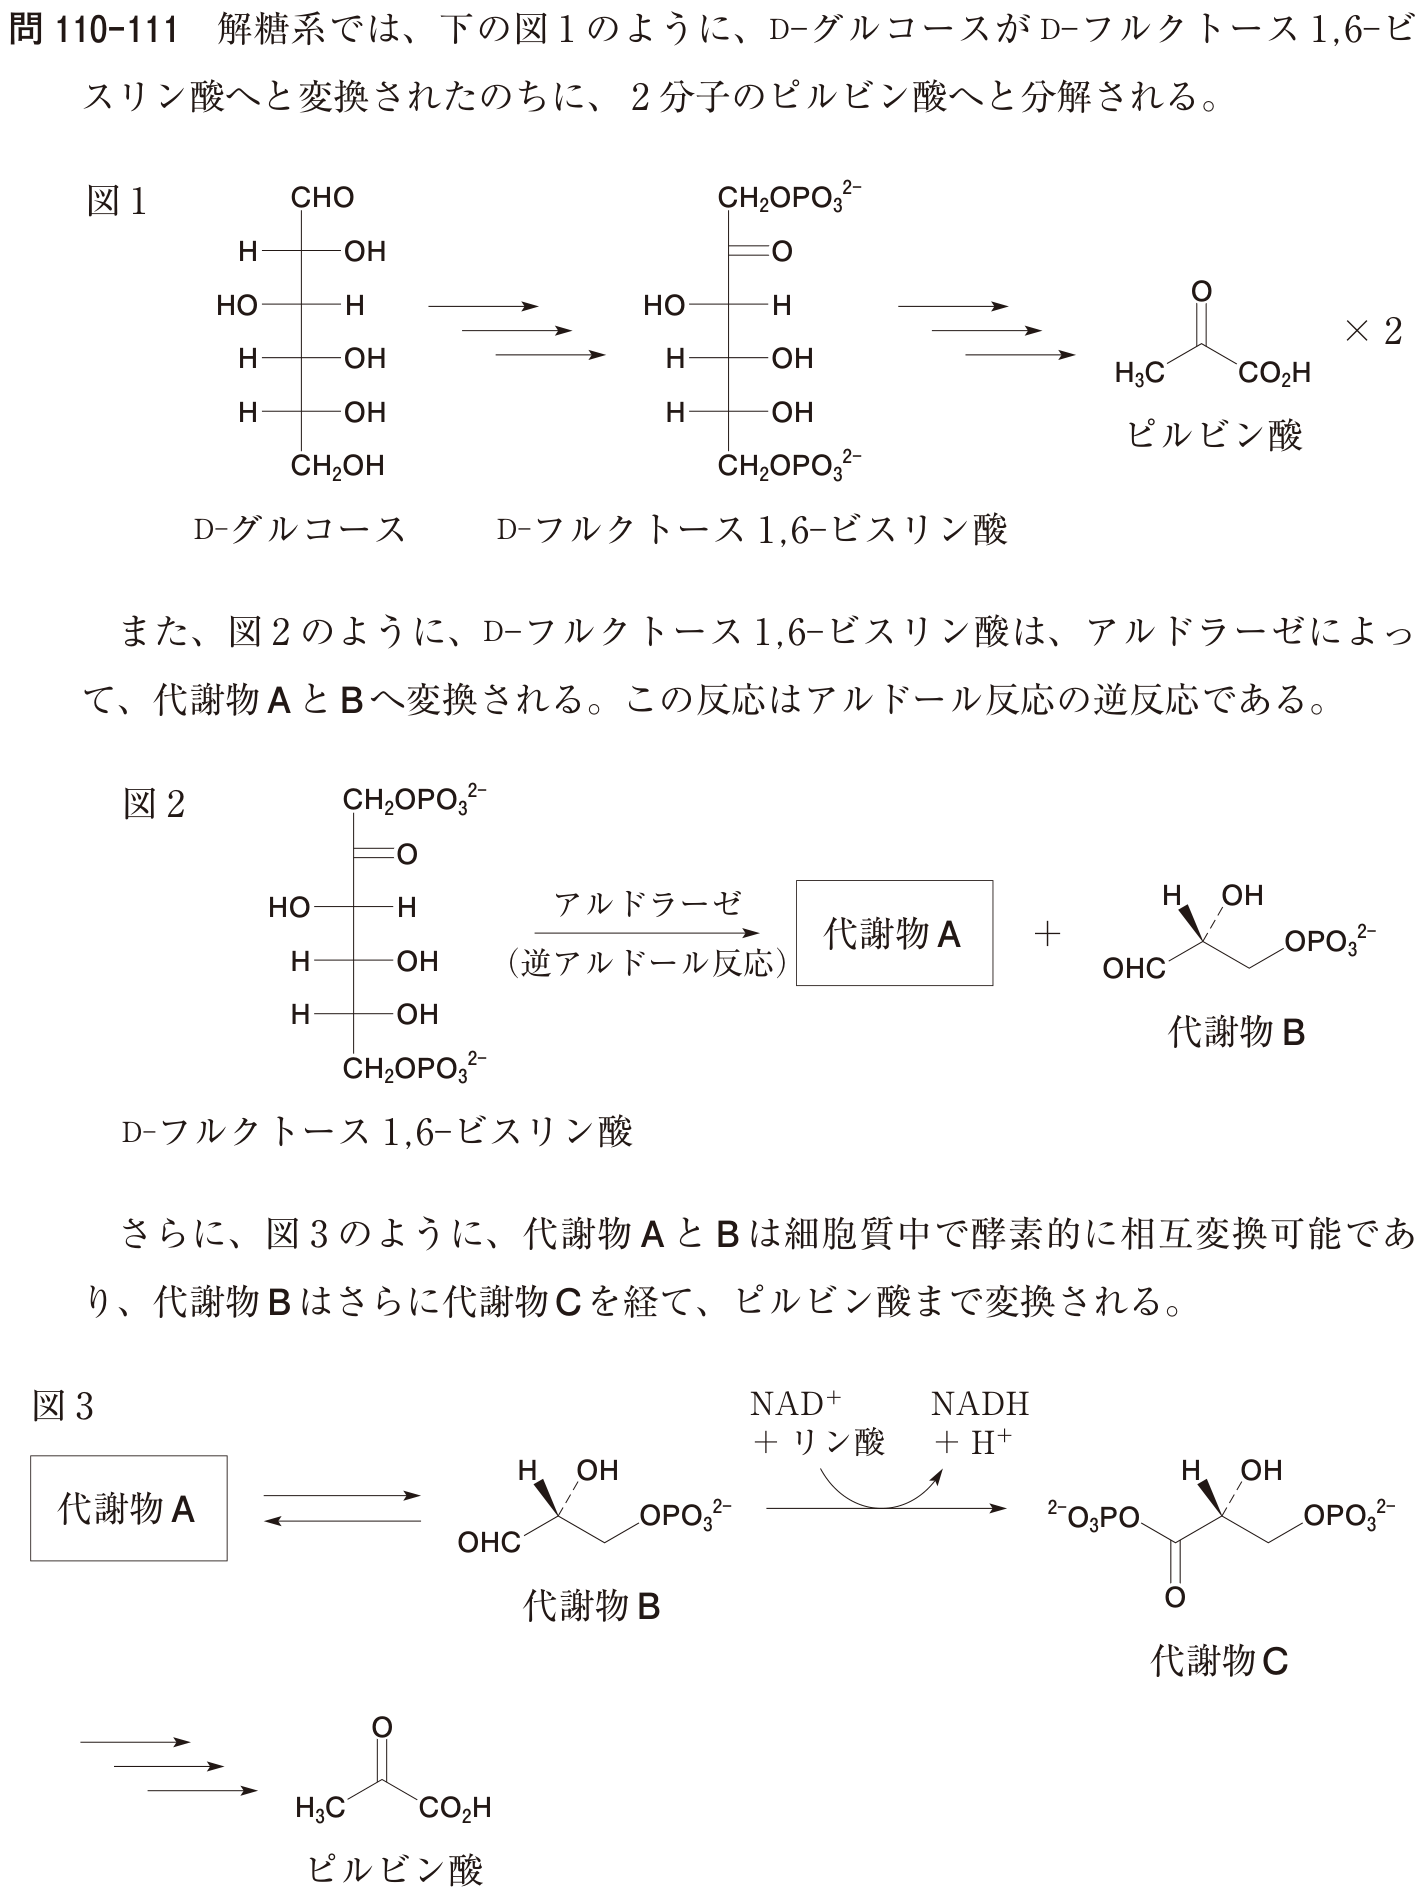 問 110-111　解糖系では、下の図１のように、D-グルコースが D-フルクトース 1,6-ビ
スリン酸へと変換されたのちに、２分子のピルビン酸へと分解される。
図１
CHO
H OH
HO H
H OH
H OH
CH₂OH
D-グルコース
CH₂OPO₃²⁻
O
HO H
H OH
H OH
CH₂OPO₃²⁻
D-フルクトース 1,6-ビスリン酸
O
H₃C CO₂H
× 2
ピルビン酸
また、図２のように、D-フルクトース 1,6-ビスリン酸は、アルドラーゼによっ
て、代謝物 A と B へ変換される。この反応はアルドール反応の逆反応である。
図２
CH₂OPO₃²⁻
O
HO H
H OH
H OH
CH₂OPO₃²⁻
D-フルクトース 1,6-ビスリン酸
アルドラーゼ
（逆アルドール反応）
代謝物 A
＋
H OH
OHC OPO₃²⁻
代謝物 B
さらに、図３のように、代謝物 A と B は細胞質中で酵素的に相互変換可能であ
り、代謝物 B はさらに代謝物 C を経て、ピルビン酸まで変換される。
図３
代謝物 A
H OH
OHC OPO₃²⁻
代謝物 B
NAD⁺
＋ リン酸
NADH
＋ H⁺
H OH
²⁻O₃PO OPO₃²⁻
O
代謝物 C
O
H₃C CO₂H
ピルビン酸